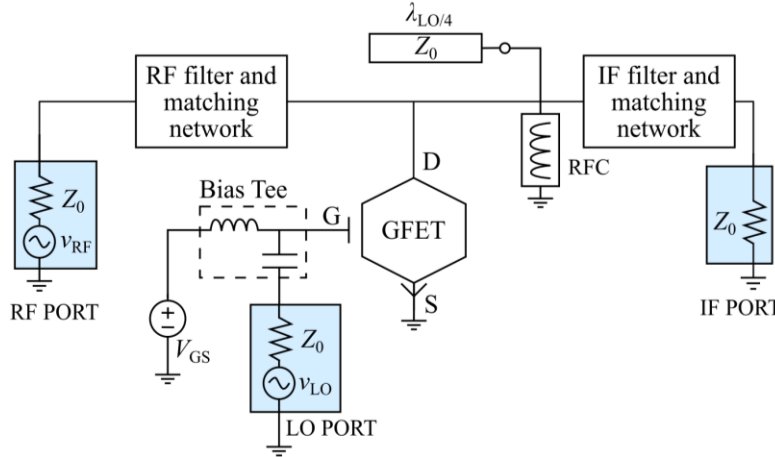 λLO/4
Z0
RF filter and
matching
network
IF filter and
matching
network
RFC
D
Bias Tee
G
GFET
S
Z0
vRF
RF PORT
Z0
IF PORT
+
−
VGS
Z0
vLO
LO PORT